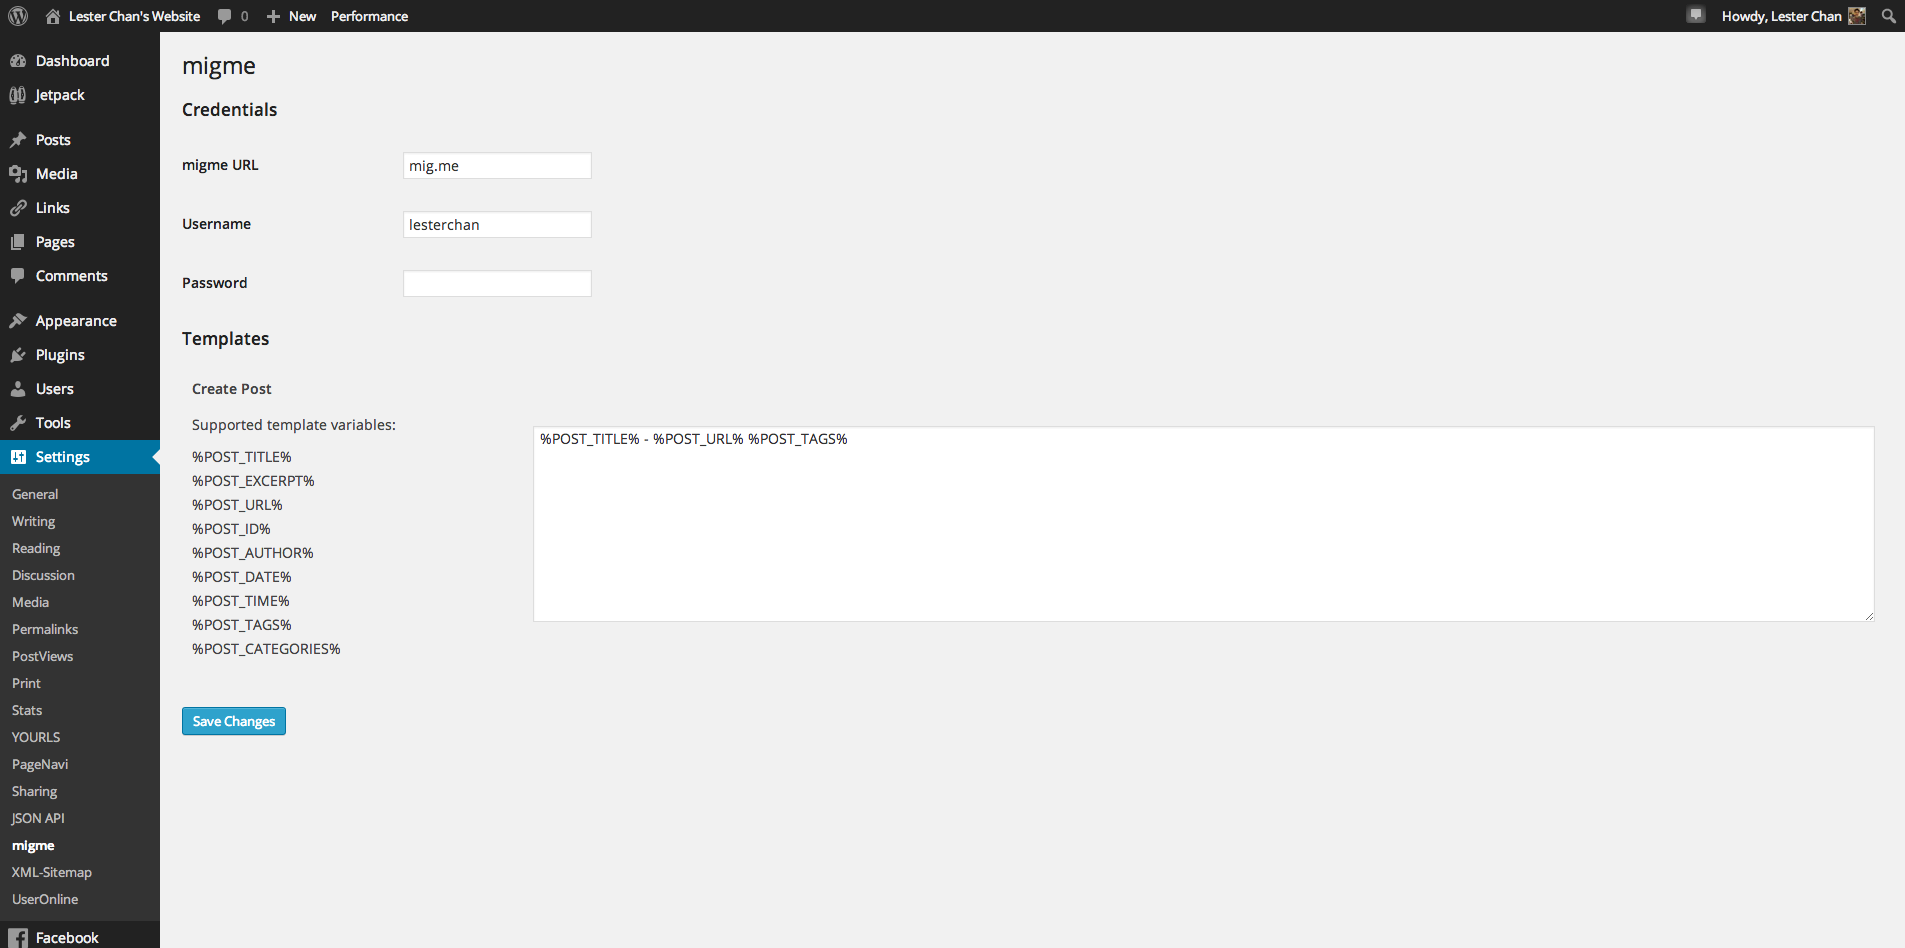 Lester Chan's Website 0 New Performance Howdy, Lester Chan
Dashboard
Jetpack
Posts
Media
Links
Pages
Comments
Appearance
Plugins
Users
Tools
Settings
General
Writing
Reading
Discussion
Media
Permalinks
PostViews
Print
Stats
YOURLS
PageNavi
Sharing
JSON API
migme
XML-Sitemap
UserOnline
Facebook
migme
Credentials
migme URL mig.me
Username lesterchan
Password
Templates
Create Post
Supported template variables:
%POST_TITLE%
%POST_EXCERPT%
%POST_URL%
%POST_ID%
%POST_AUTHOR%
%POST_DATE%
%POST_TIME%
%POST_TAGS%
%POST_CATEGORIES%
%POST_TITLE% - %POST_URL% %POST_TAGS%
Save Changes